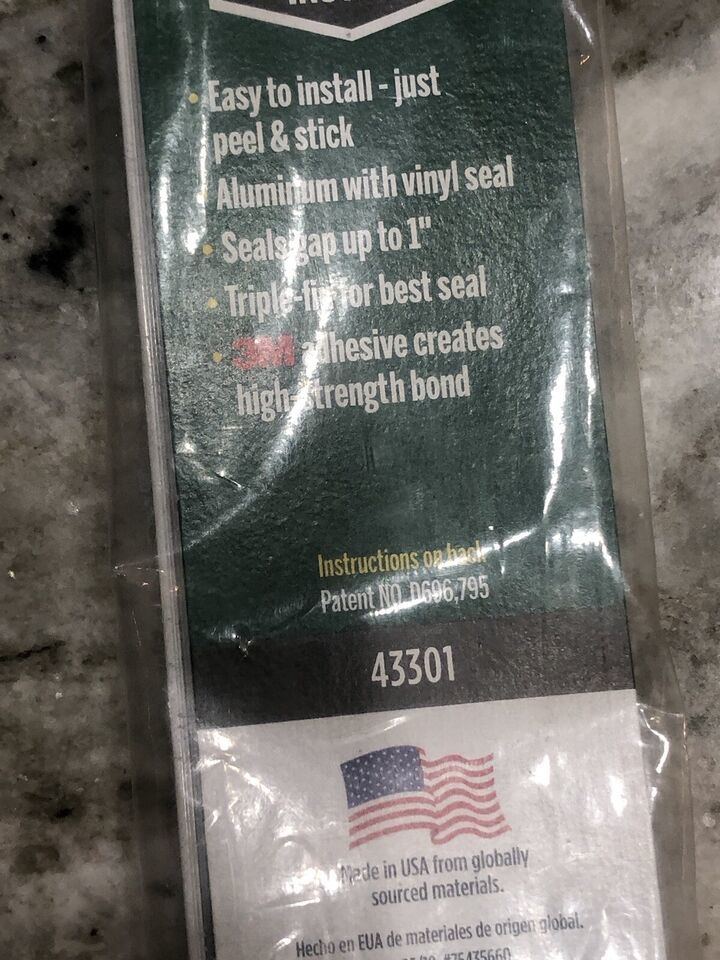 Easy to install - just
peel & stick
Aluminum with vinyl seal
Seals gap up to 1"
Triple-fin for best seal
3M adhesive creates
high-strength bond
Instructions on back
Patent NO. D696,795
43301
Made in USA from globally
sourced materials.
Hecho en EUA de materiales de origen global.
#75435660